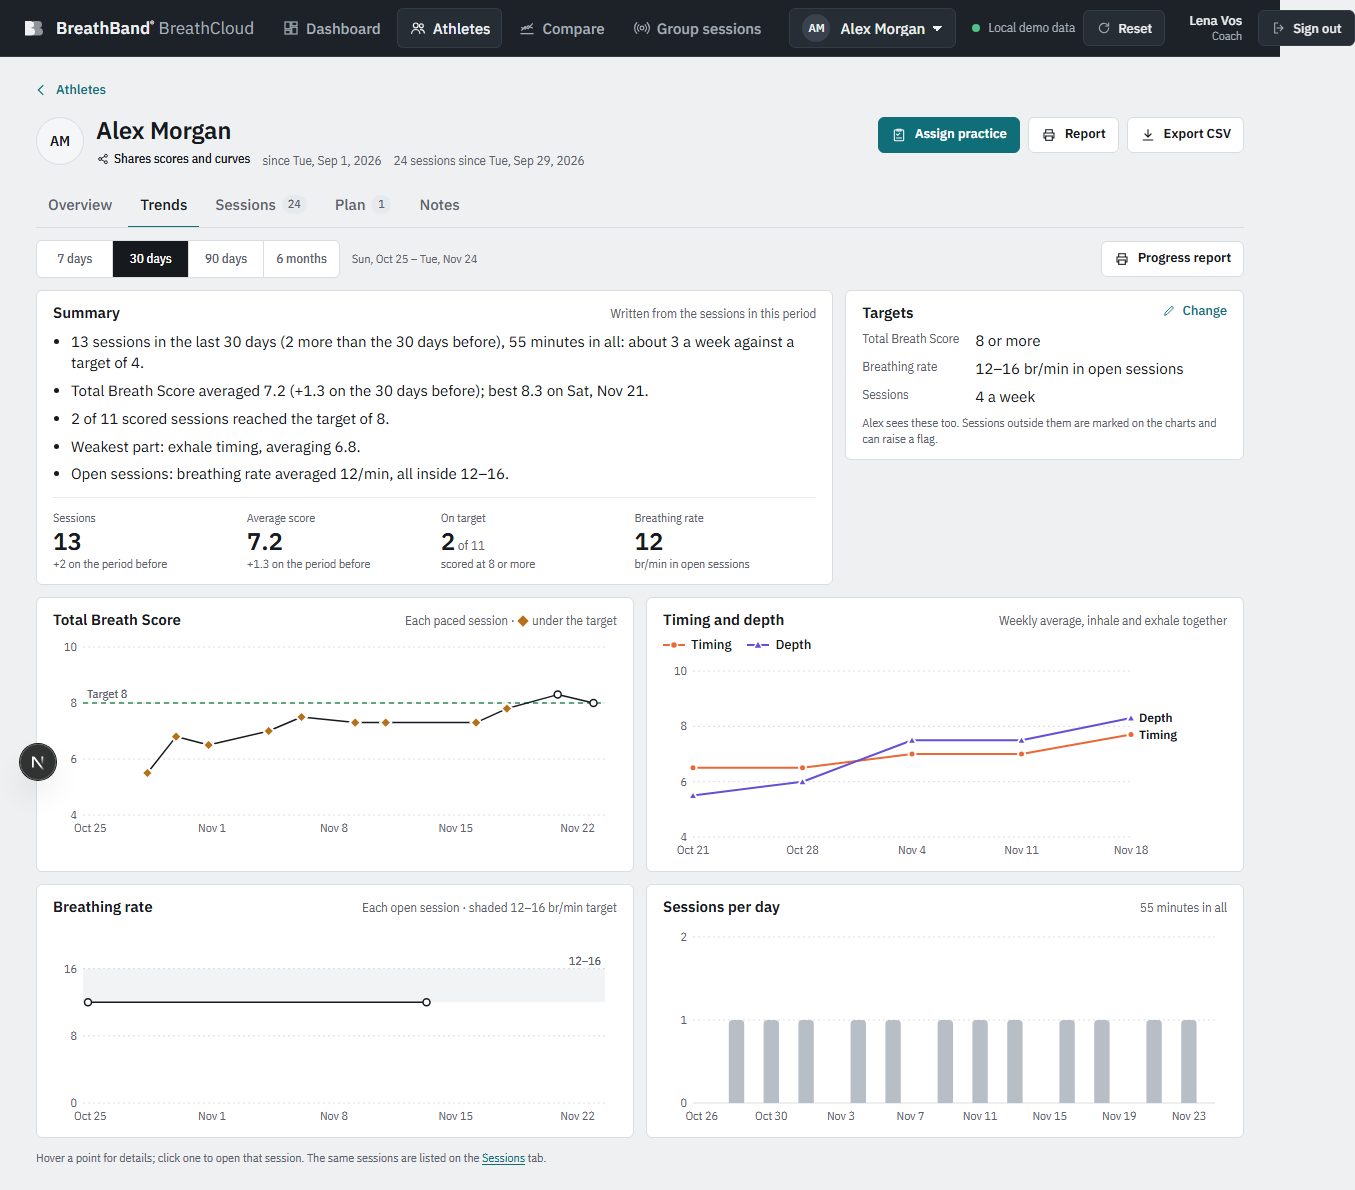 BreathBand® BreathCloud Dashboard Athletes Compare Group sessions AM Alex Morgan Local demo data Reset Lena Vos Coach Sign out
Athletes
AM Alex Morgan
Shares scores and curves since Tue, Sep 1, 2026 24 sessions since Tue, Sep 29, 2026
Assign practice Report Export CSV
Overview Trends Sessions 24 Plan 1 Notes
7 days 30 days 90 days 6 months Sun, Oct 25 – Tue, Nov 24 Progress report
Summary Written from the sessions in this period
• 13 sessions in the last 30 days (2 more than the 30 days before), 55 minutes in all: about 3 a week against a
target of 4.
• Total Breath Score averaged 7.2 (+1.3 on the 30 days before); best 8.3 on Sat, Nov 21.
• 2 of 11 scored sessions reached the target of 8.
• Weakest part: exhale timing, averaging 6.8.
• Open sessions: breathing rate averaged 12/min, all inside 12–16.
Sessions Average score On target Breathing rate
13 7.2 2 of 11 12
+2 on the period before +1.3 on the period before scored at 8 or more br/min in open sessions
Targets Change
Total Breath Score 8 or more
Breathing rate 12–16 br/min in open sessions
Sessions 4 a week
Alex sees these too. Sessions outside them are marked on the charts and
can raise a flag.
Total Breath Score Each paced session · ◆ under the target
10
Target 8
8
6
4
Oct 25 Nov 1 Nov 8 Nov 15 Nov 22
Timing and depth Weekly average, inhale and exhale together
Timing Depth
10
8
6
4
Depth
Timing
Oct 21 Oct 28 Nov 4 Nov 11 Nov 18
N
Breathing rate Each open session · shaded 12–16 br/min target
12–16
16
8
0
Oct 25 Nov 1 Nov 8 Nov 15 Nov 22
Sessions per day 55 minutes in all
2
1
0
Oct 26 Oct 30 Nov 3 Nov 7 Nov 11 Nov 15 Nov 19 Nov 23
Hover a point for details; click one to open that session. The same sessions are listed on the Sessions tab.